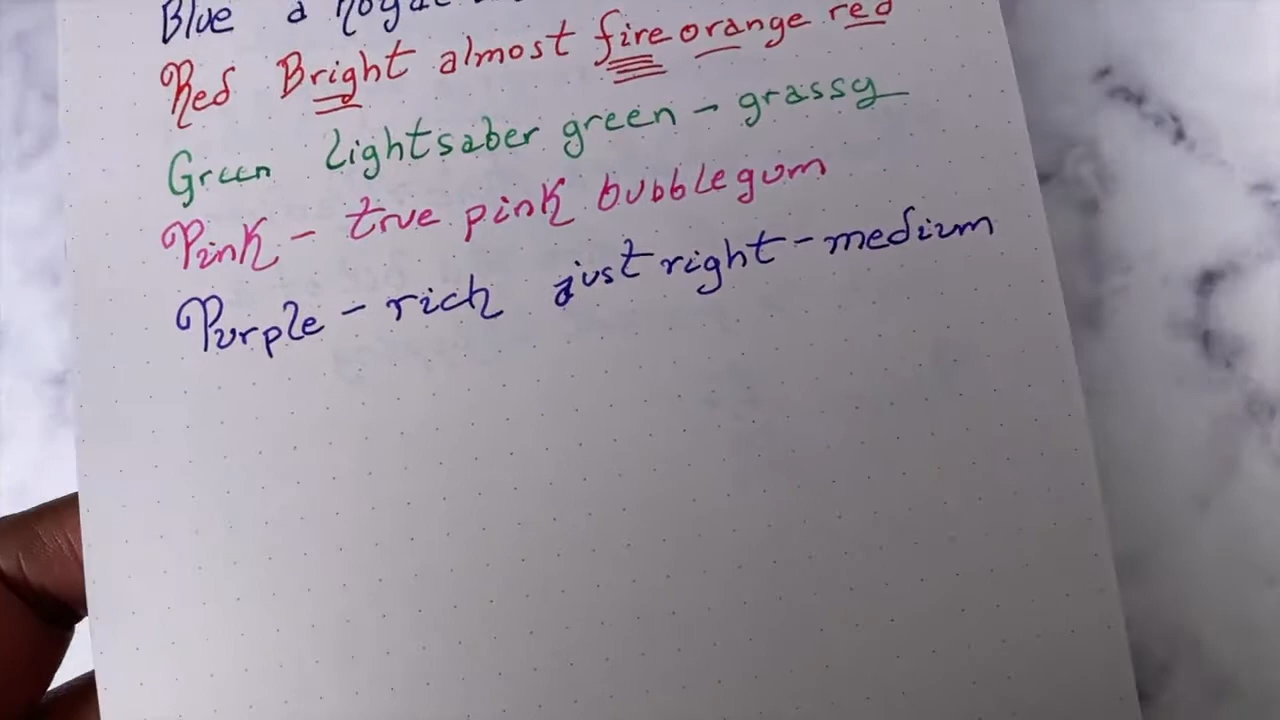 Blue a
Red Bright almost fire orange red
Green lightsaber green - grassy
Pink - true pink bubblegum
Purple - rich just right - medium